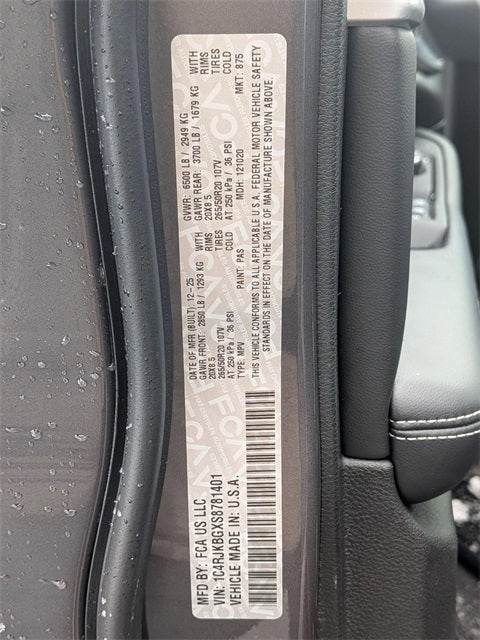 MFD BY: FCA US LLC
VIN: 1C4RJKBGXS8781401
VEHICLE MADE IN: U.S.A.
DATE OF MFR (BUILT): 12-25
GAWR FRONT: 2850 LB / 1293 KG WITH
20X8.5 RIMS
265/50R20 107V TIRES
AT 250 kPa / 36 PSI COLD
TYPE: MPV PAINT: PAS
GVWR: 6500 LB / 2949 KG
GAWR REAR: 3700 LB / 1679 KG WITH
20X8.5 RIMS
265/50R20 107V TIRES
AT 250 kPa / 36 PSI COLD
MDH: 121020 MKT: 875
THIS VEHICLE CONFORMS TO ALL APPLICABLE U.S.A. FEDERAL MOTOR VEHICLE SAFETY
STANDARDS IN EFFECT ON THE DATE OF MANUFACTURE SHOWN ABOVE.
FCA